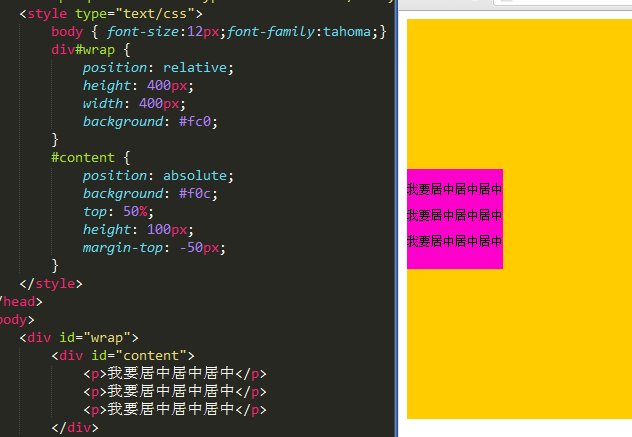 <style type="text/css">
body { font-size:12px;font-family:tahoma;}
div#wrap {
position: relative;
height: 400px;
width: 400px;
background: #fc0;
}
#content {
position: absolute;
background: #f0c;
top: 50%;
height: 100px;
margin-top: -50px;
}
</style>
/head>
body>
<div id="wrap">
<div id="content">
<p>我要居中居中居中</p>
<p>我要居中居中居中</p>
<p>我要居中居中居中</p>
</div>
我要居中居中居中
我要居中居中居中
我要居中居中居中